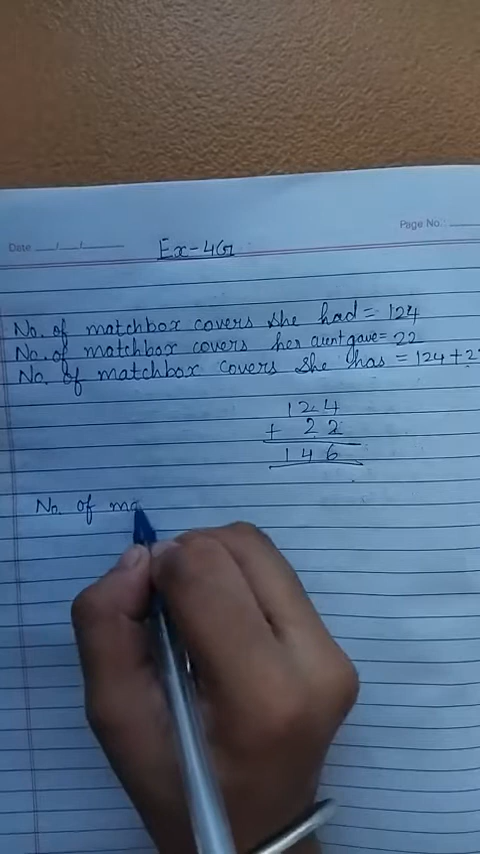 Page No.:
Date
Ex-4G
No. of matchbox covers she had = 124
No. of matchbox covers her aunt gave = 22
No. of matchbox covers she has = 124 + 2
124
+ 22
146
No. of ma